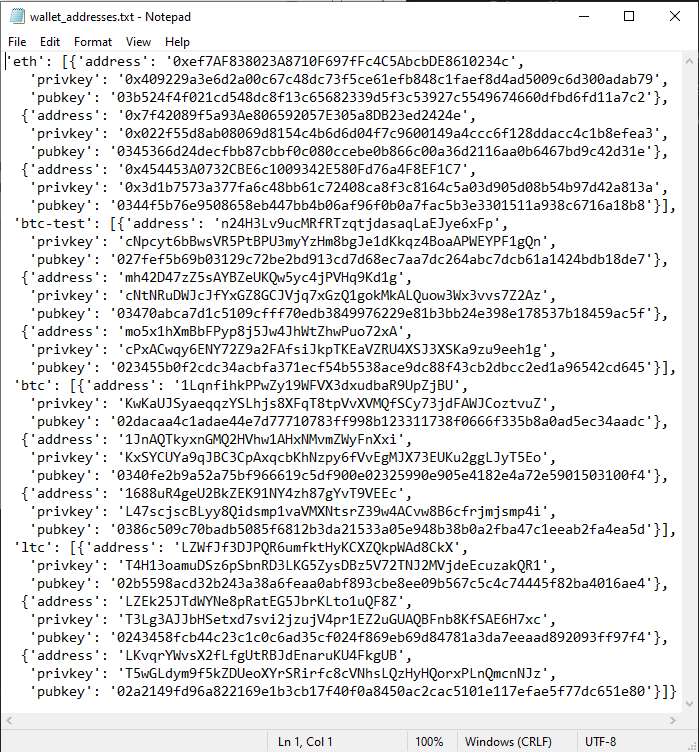 wallet_addresses.txt - Notepad
File Edit Format View Help
'eth': [{'address': '0xef7AF838023A8710F697fFc4C5AbcbDE8610234c',
'privkey': '0x409229a3e6d2a00c67c48dc73f5ce61efb848c1faef8d4ad5009c6d300adab79',
'pubkey': '03b524f4f021cd548dc8f13c65682339d5f3c53927c5549674660dfbd6fd11a7c2'},
{'address': '0x7f42089f5a93Ae806592057E305a8DB23ed2424e',
'privkey': '0x022f55d8ab08069d8154c4b6d6d04f7c9600149a4ccc6f128ddacc4c1b8efea3',
'pubkey': '0345366d24decfbb87cbbf0c080ccebe0b866c00a36d2116aa0b6467bd9c42d31e'},
{'address': '0x454453A0732CBE6c1009342E580Fd76a4F8EF1C7',
'privkey': '0x3d1b7573a377fa6c48bb61c72408ca8f3c8164c5a03d905d08b54b97d42a813a',
'pubkey': '0344f5b76e9508658eb447bb4b06af96f0b0a7fac5b3e3301511a938c6716a18b8'}],
'btc-test': [{'address': 'n24H3Lv9ucMRfRTzqtjdasaqLaEJye6xFp',
'privkey': 'cNpcyt6bBwsVR5PtBPU3myYzHm8bgJe1dKkqz4BoaAPWEYPF1gQn',
'pubkey': '027fef5b69b03129c72be2bd913cd7d68ec7aa7dc264abc7dcb61a1424bdb18de7'},
{'address': 'mh42D47zZ5sAYBZeUKQw5yc4jPVHq9Kd1g',
'privkey': 'cNtNRuDWJcJfYxGZ8GCJVjq7xGzQ1gokMkALQuow3Wx3vvs7Z2Az',
'pubkey': '03470abca7d1c5109cfff70edb3849976229e81b3bb24e398e178537b18459ac5f'},
{'address': 'mo5x1hXmBbFPyp8j5Jw4JhWtZhwPuo72xA',
'privkey': 'cPxACwqy6ENY72Z9a2FAfsiJkpTKEaVZRU4XSJ3XSKa9zu9eeh1g',
'pubkey': '023455b0f2cdc34acbfa371ecf54b5538ace9dc88f43cb2dbcc2ed1a96542cd645'}],
'btc': [{'address': '1LqnfihkPPwZy19WFVX3dxudbaR9UpZjBU',
'privkey': 'KwKaUJSyaeqqzYSLhjs8XFqT8tpVvXVMQfSCy73jdFAWJCoztvuZ',
'pubkey': '02dacaa4c1adae44e7d77710783ff998b123311738f0666f335b8a0ad5ec34aadc'},
{'address': '1JnAQTkyxnGMQ2HVhw1AHxNMvmZWyFnXxi',
'privkey': 'KxSYCUYa9qJBC3CpAxqcbKhNzpy6fVvEgMJX73EUKu2ggLJyT5Eo',
'pubkey': '0340fe2b9a52a75bf966619c5df900e02325990e905e4182e4a72e5901503100f4'},
{'address': '1688uR4geU2BkZEK91NY4zh87gYvT9VEEc',
'privkey': 'L47scjscBLyy8Qidsmp1vaVMXNtsrZ39w4ACvw8B6cfrjmjsmp4i',
'pubkey': '0386c509c70badb5085f6812b3da21533a05e948b38b0a2fba47c1eeab2fa4ea5d'}],
'ltc': [{'address': 'LZWfJf3DJPQR6umfktHyKCXZQkpWAd8CkX',
'privkey': 'T4H13oamuDSz6pSbnRD3LKG5ZysDBz5V72TNJ2MVjdeEcuzakQR1',
'pubkey': '02b5598acd32b243a38a6feaa0abf893cbe8ee09b567c5c4c74445f82ba4016ae4'},
{'address': 'LZEk25JTdWYNe8pRatEG5JbrKLto1uQF8Z',
'privkey': 'T3Lg3AJJbHSetxd7svi2jzujV4pr1EZ2uGUAQBFnb8KfSAE6H7xc',
'pubkey': '0243458fcb44c23c1c0c6ad35cf024f869eb69d84781a3da7eeaad892093ff97f4'},
{'address': 'LKvqrYWvsX2fLfgUtRBJdEnaruKU4FkgUB',
'privkey': 'T5wGLdym9f5kZDUeoXYrSRirfc8cVNhsLQzHyHQorxPLnQmcnNJz',
'pubkey': '02a2149fd96a822169e1b3cb17f40f0a8450ac2cac5101e117efae5f77dc651e80'}]}
Ln 1, Col 1 100% Windows (CRLF) UTF-8